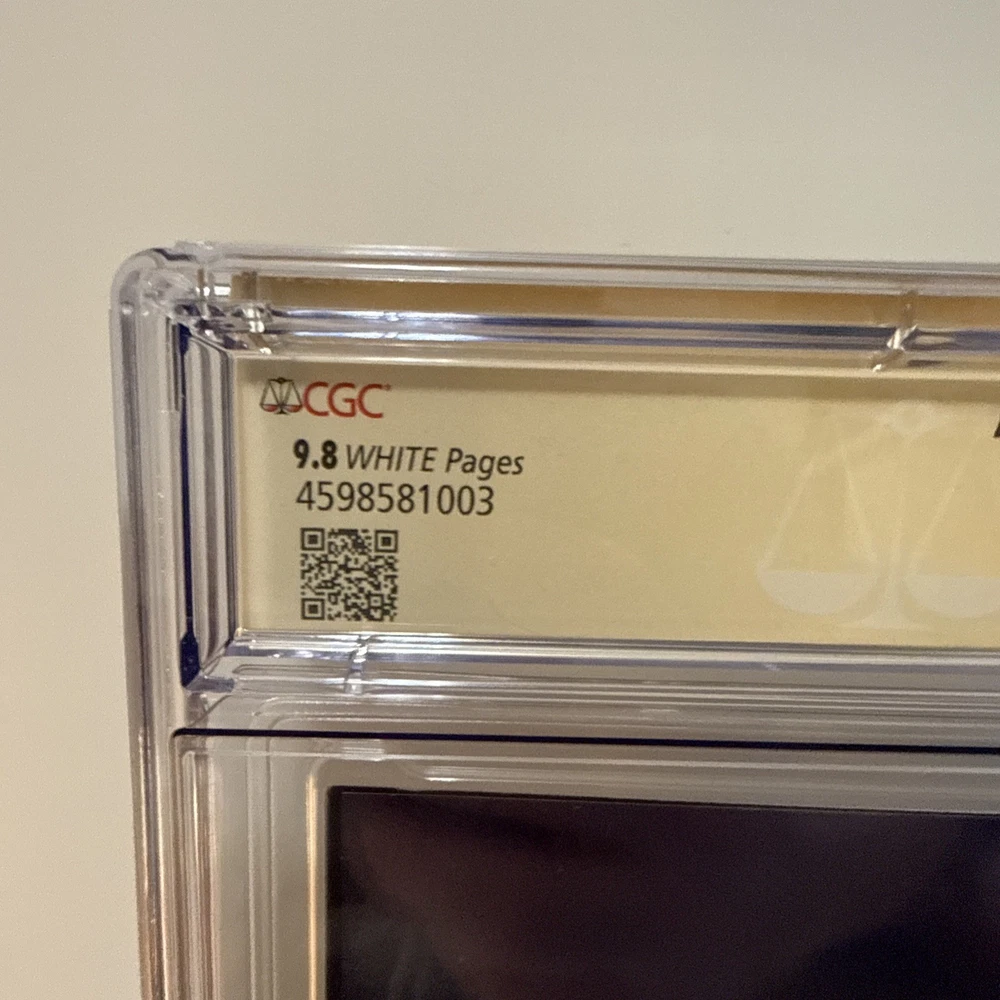 CGC
9.8 WHITE Pages
4598581003